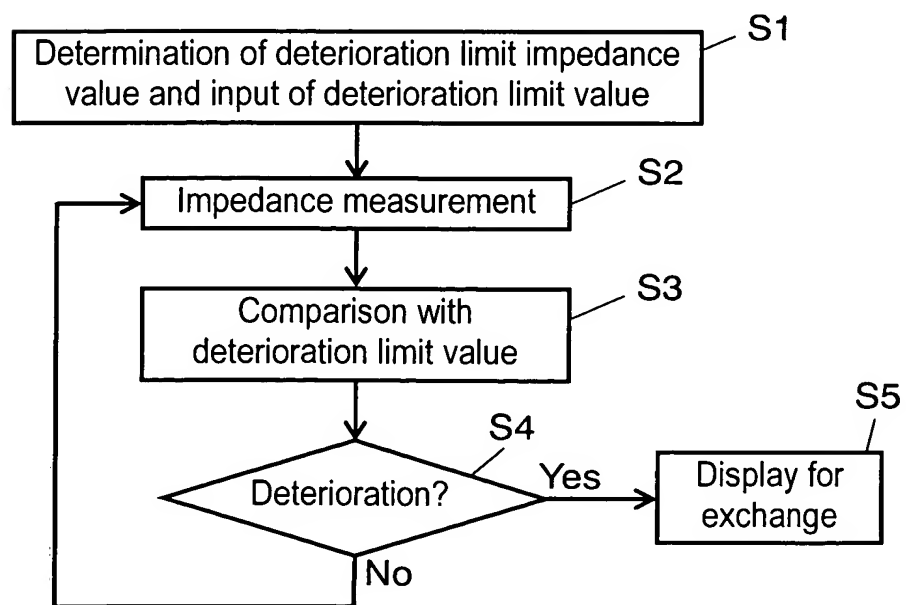 S1
Determination of deterioration limit impedance
value and input of deterioration limit value
S2
Impedance measurement
S3
Comparison with
deterioration limit value
S4
Deterioration?
Yes
S5
Display for
exchange
No